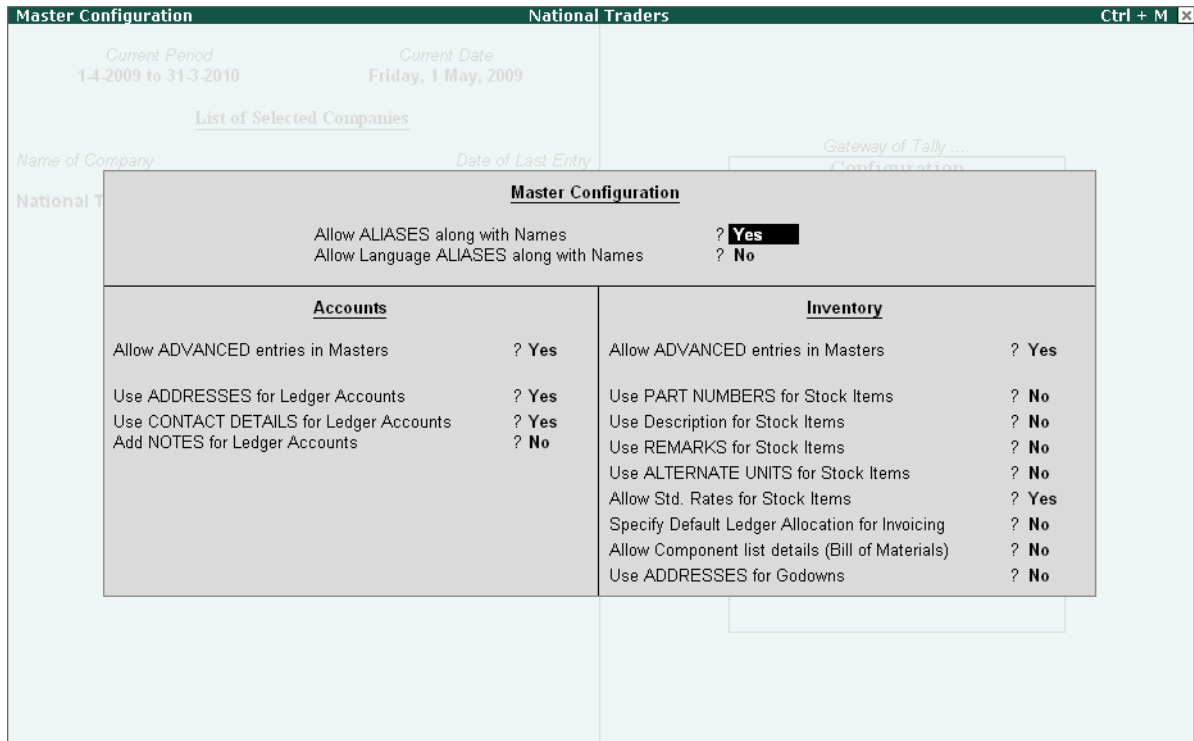 Master Configuration National Traders Ctrl + M
Current Period Current Date
1-4-2009 to 31-3-2010 Friday, 1 May, 2009
List of Selected Companies
Gateway of Tally ....
Name of Company Date of Last Entry
Configuration
National T
Master Configuration
Allow ALIASES along with Names ? Yes
Allow Language ALIASES along with Names ? No
Accounts
Allow ADVANCED entries in Masters ? Yes
Use ADDRESSES for Ledger Accounts ? Yes
Use CONTACT DETAILS for Ledger Accounts ? Yes
Add NOTES for Ledger Accounts ? No
Inventory
Allow ADVANCED entries in Masters ? Yes
Use PART NUMBERS for Stock Items ? No
Use Description for Stock Items ? No
Use REMARKS for Stock Items ? No
Use ALTERNATE UNITS for Stock Items ? No
Allow Std. Rates for Stock Items ? Yes
Specify Default Ledger Allocation for Invoicing ? No
Allow Component list details (Bill of Materials) ? No
Use ADDRESSES for Godowns ? No